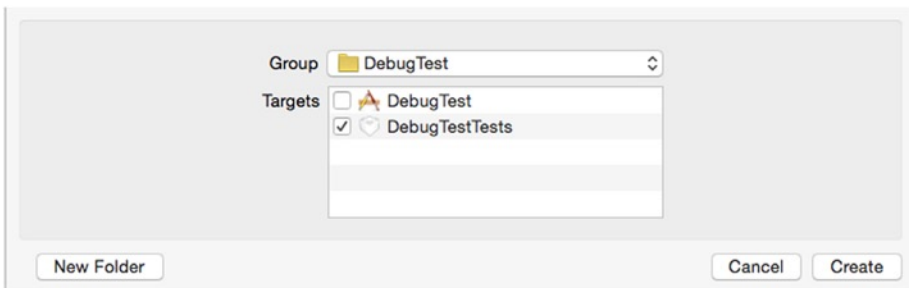 Group DebugTest
Targets DebugTest
DebugTestTests
New Folder Cancel Create